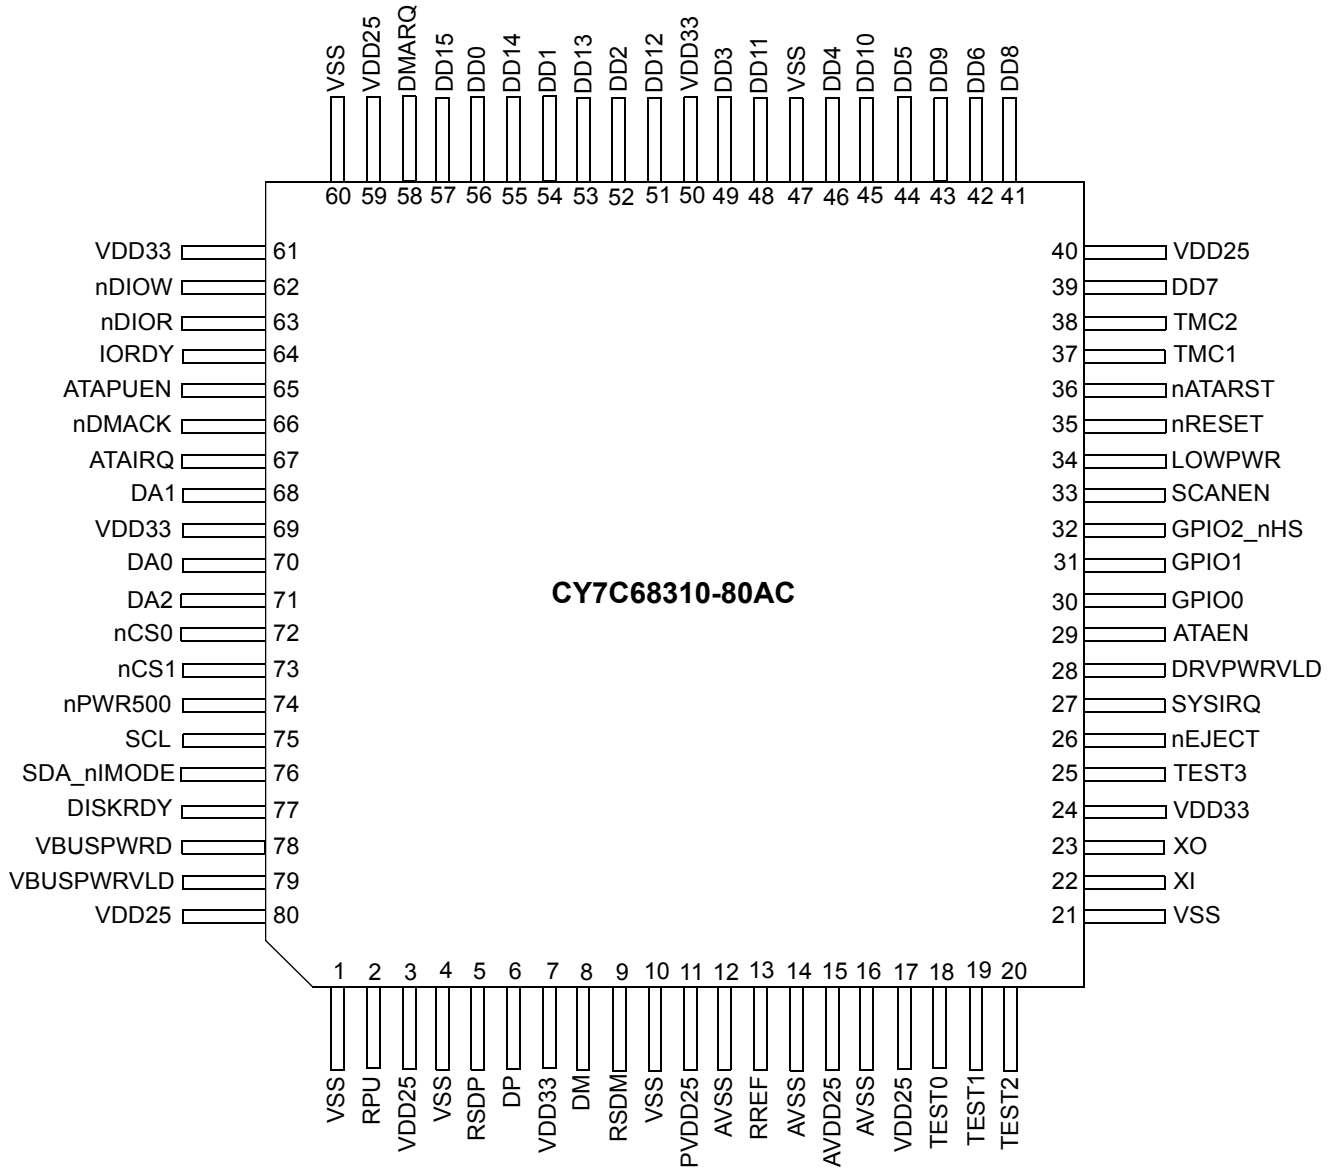 VSS
VDD25
DMARQ
DD15
DD0
DD14
DD1
DD13
DD2
DD12
VDD33
DD3
DD11
VSS
DD4
DD10
DD5
DD9
DD6
DD8
60 59 58 57 56 55 54 53 52 51 50 49 48 47 46 45 44 43 42 41
VDD33 61
nDIOW 62
nDIOR 63
IORDY 64
ATAPUEN 65
nDMACK 66
ATAIRQ 67
DA1 68
VDD33 69
DA0 70
DA2 71
nCS0 72
nCS1 73
nPWR500 74
SCL 75
SDA_nIMODE 76
DISKRDY 77
VBUSPWRD 78
VBUSPWRVLD 79
VDD25 80
CY7C68310-80AC
40 VDD25
39 DD7
38 TMC2
37 TMC1
36 nATARST
35 nRESET
34 LOWPWR
33 SCANEN
32 GPIO2_nHS
31 GPIO1
30 GPIO0
29 ATAEN
28 DRVPWRVLD
27 SYSIRQ
26 nEJECT
25 TEST3
24 VDD33
23 XO
22 XI
21 VSS
1 2 3 4 5 6 7 8 9 10 11 12 13 14 15 16 17 18 19 20
VSS
RPU
VDD25
VSS
RSDP
DP
VDD33
DM
RSDM
VSS
PVDD25
AVSS
RREF
AVSS
AVDD25
AVSS
VDD25
TEST0
TEST1
TEST2